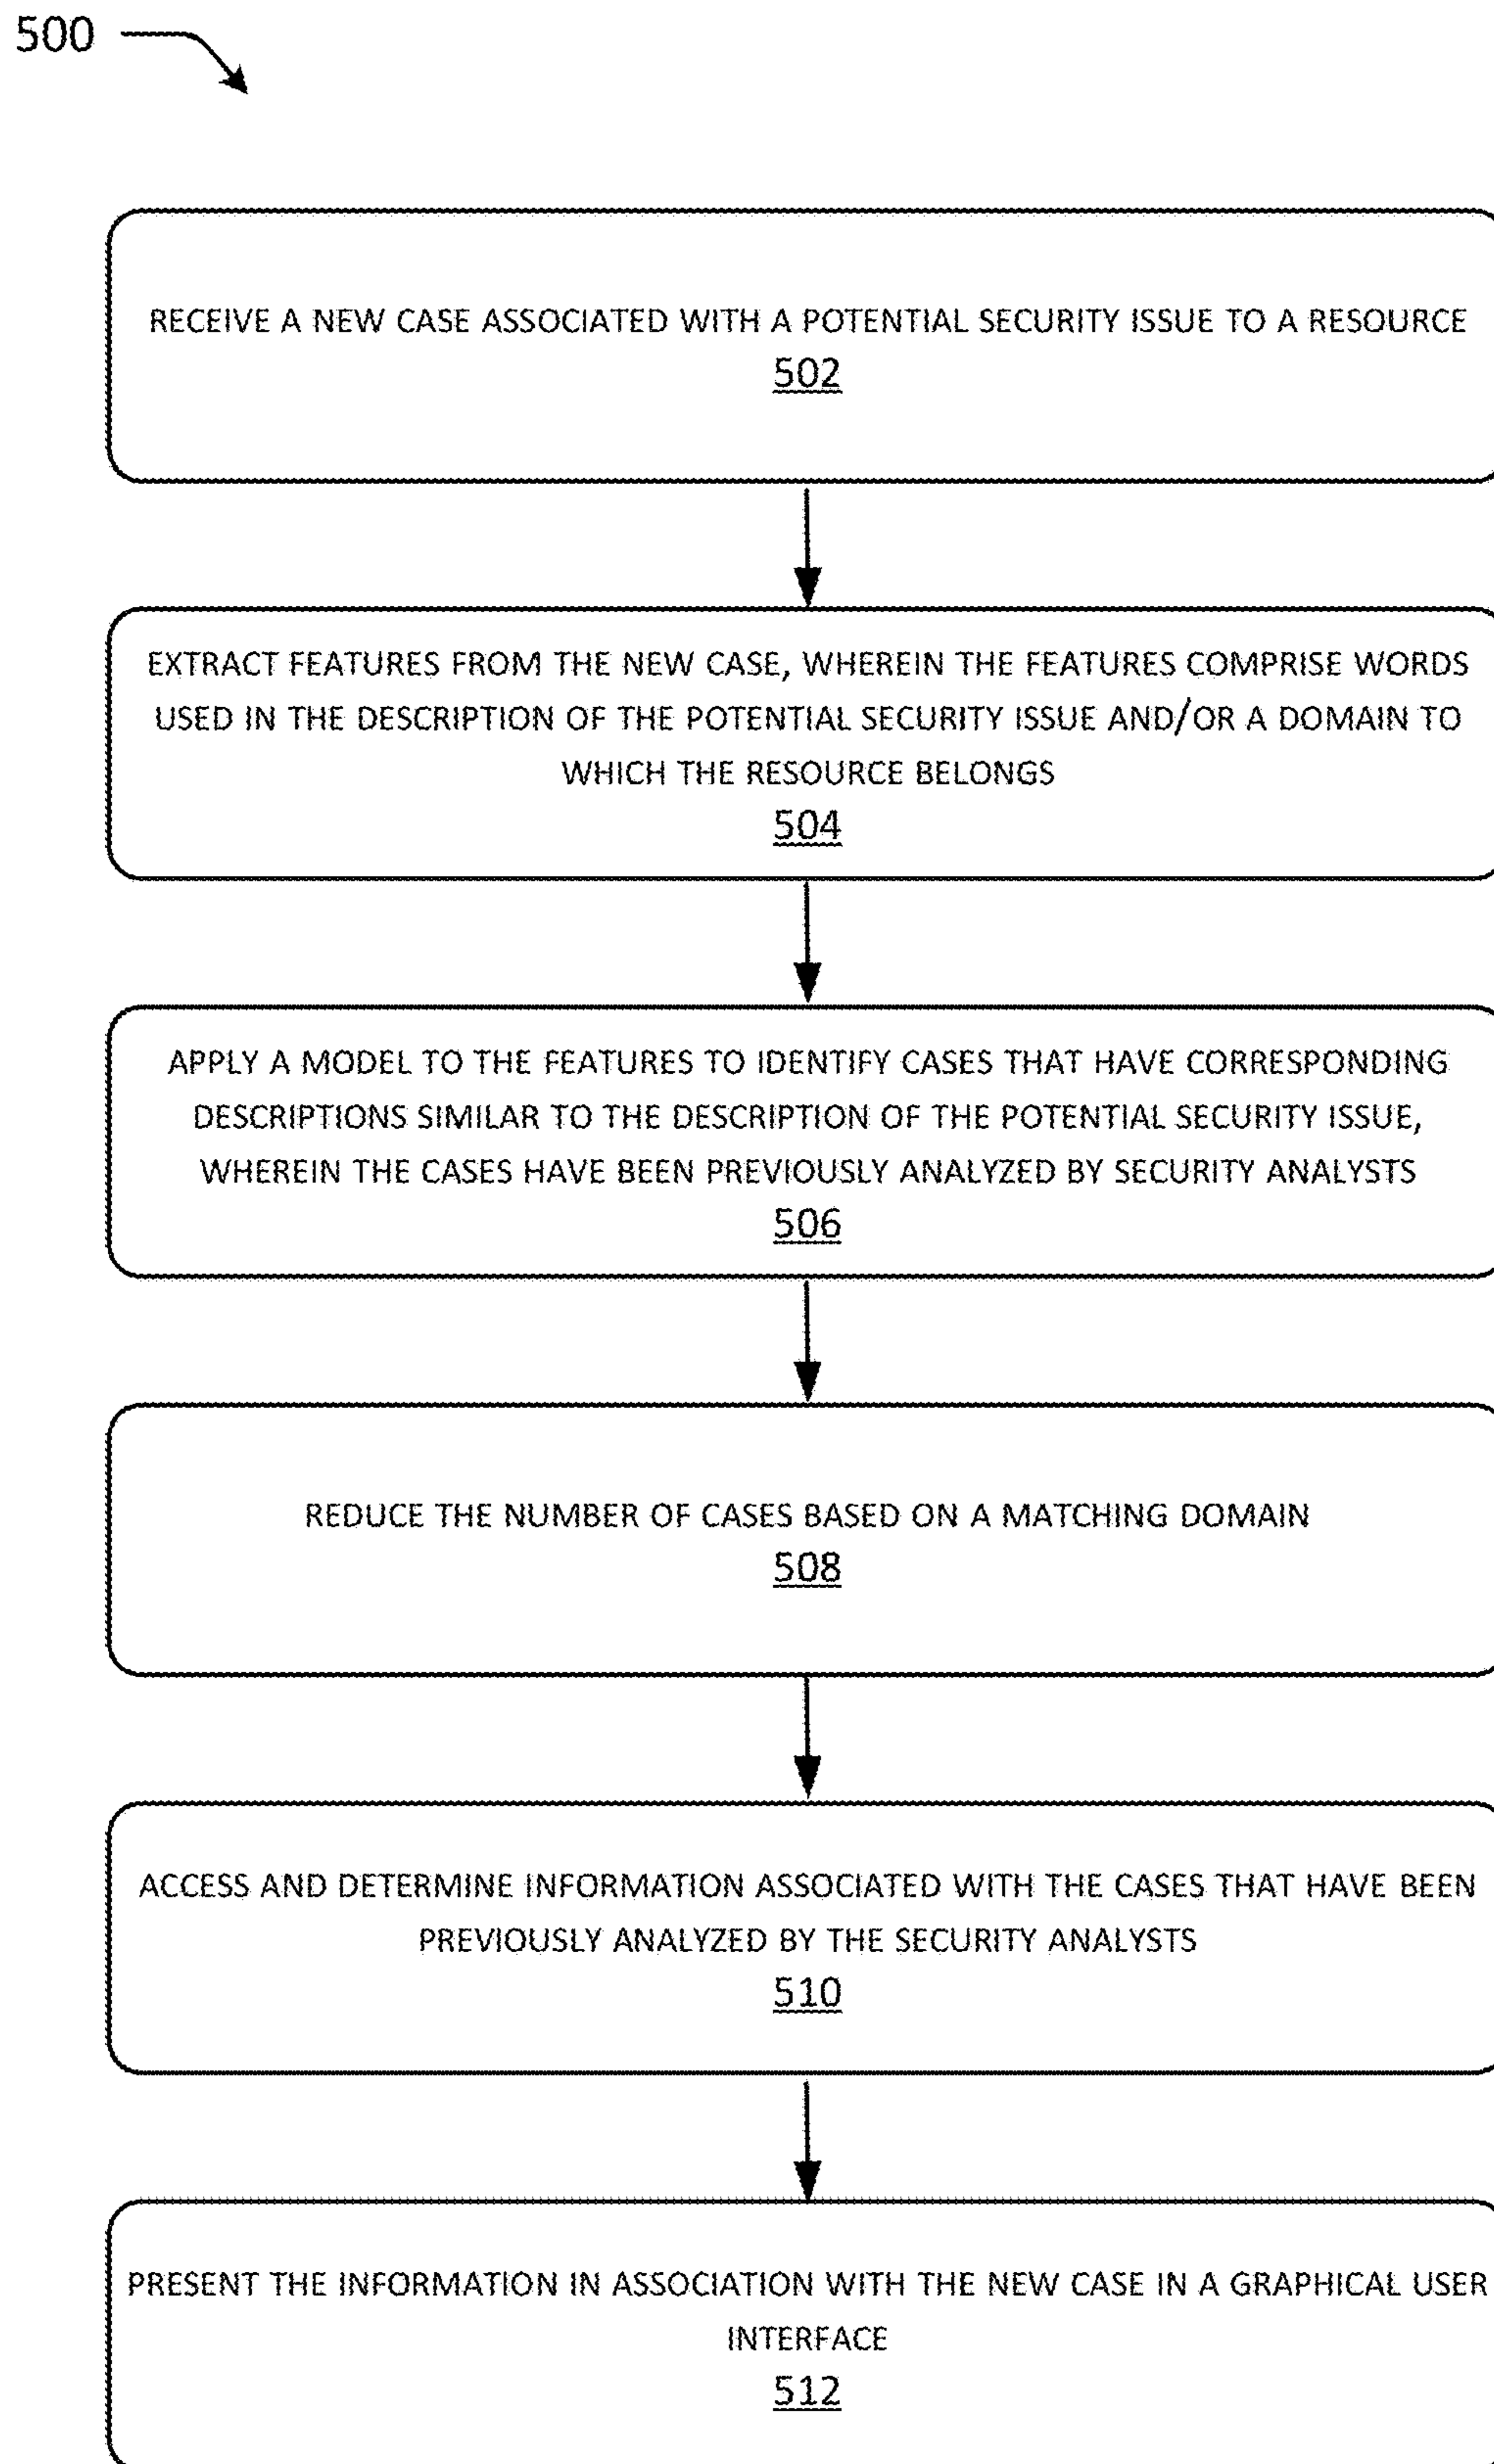 500
RECEIVE A NEW CASE ASSOCIATED WITH A POTENTIAL SECURITY ISSUE TO A RESOURCE
502
EXTRACT FEATURES FROM THE NEW CASE, WHEREIN THE FEATURES COMPRISE WORDS
USED IN THE DESCRIPTION OF THE POTENTIAL SECURITY ISSUE AND/OR A DOMAIN TO
WHICH THE RESOURCE BELONGS
504
APPLY A MODEL TO THE FEATURES TO IDENTIFY CASES THAT HAVE CORRESPONDING
DESCRIPTIONS SIMILAR TO THE DESCRIPTION OF THE POTENTIAL SECURITY ISSUE,
WHEREIN THE CASES HAVE BEEN PREVIOUSLY ANALYZED BY SECURITY ANALYSTS
506
REDUCE THE NUMBER OF CASES BASED ON A MATCHING DOMAIN
508
ACCESS AND DETERMINE INFORMATION ASSOCIATED WITH THE CASES THAT HAVE BEEN
PREVIOUSLY ANALYZED BY THE SECURITY ANALYSTS
510
PRESENT THE INFORMATION IN ASSOCIATION WITH THE NEW CASE IN A GRAPHICAL USER
INTERFACE
512